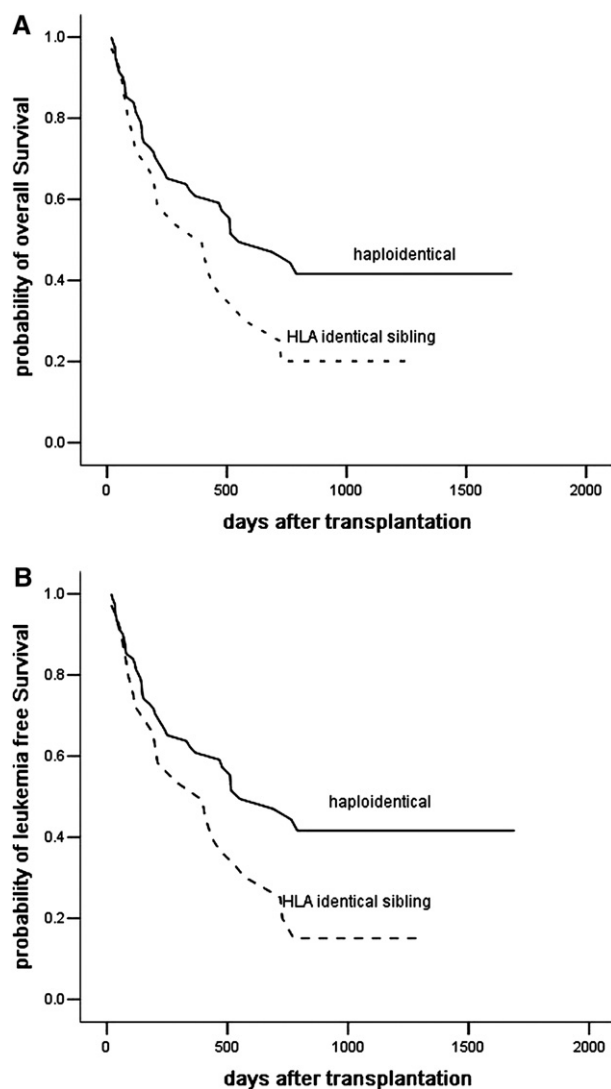 A
probability of overall Survival
1.0
0.8
0.6
0.4
0.2
0.0
haploidentical
HLA identical sibling
0
500
1000
1500
2000
days after transplantation
B
probability of leukemia free Survival
1.0
0.8
0.6
0.4
0.2
0.0
haploidentical
HLA identical sibling
0
500
1000
1500
2000
days after transplantation